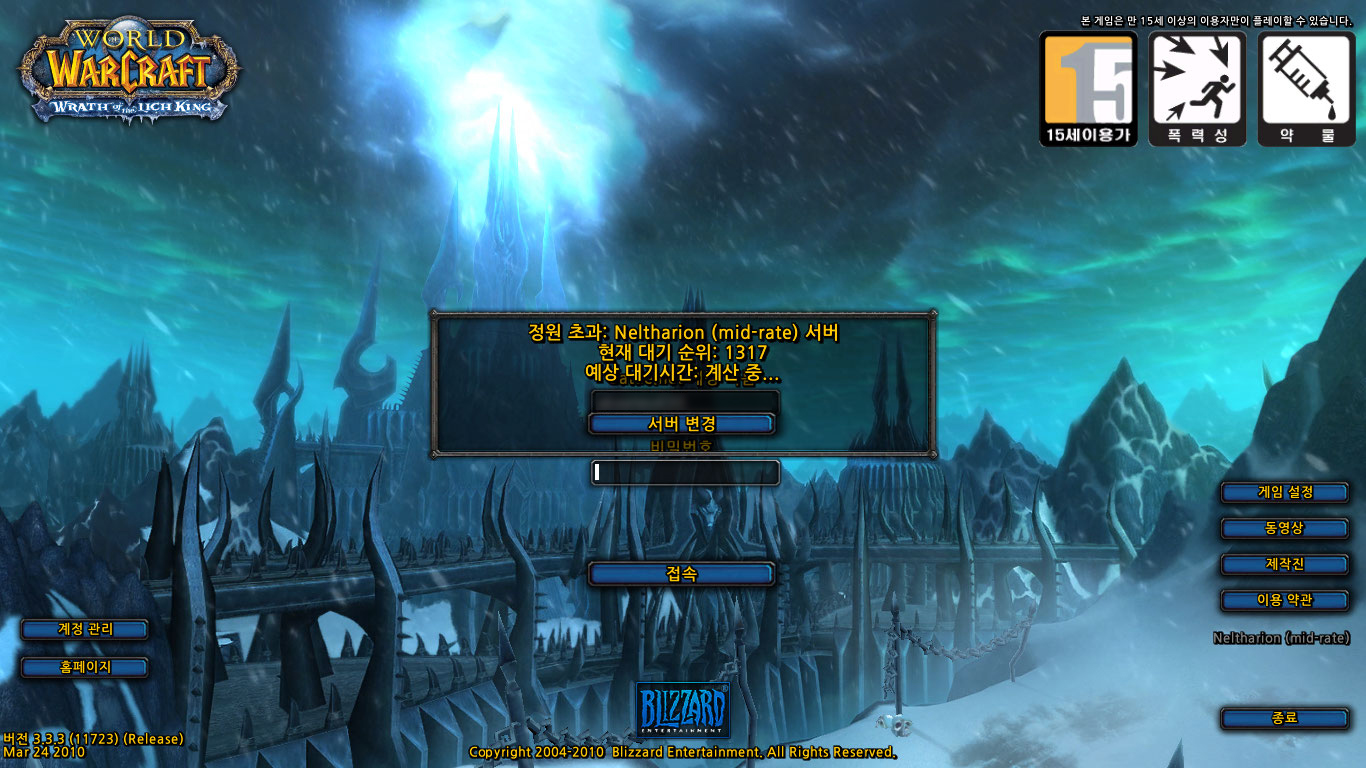 본 게임은 만 15세 이상의 이용자만이 플레이할 수 있습니다.
WORLD
OF
WARCRAFT
WRATH of the LICH KING
15
15세이용가
폭력성
약물
정원 초과: Neltharion (mid-rate) 서버
현재 대기 순위: 1317
예상 대기시간: 계산 중...
서버 변경
비밀번호
접속
게임 설정
동영상
제작진
이용 약관
Neltharion (mid-rate)
계정 관리
홈페이지
종료
BLIZZARD
ENTERTAINMENT
버전 3.3.3 (11723) (Release)
Mar 24 2010
Copyright 2004-2010 Blizzard Entertainment. All Rights Reserved.